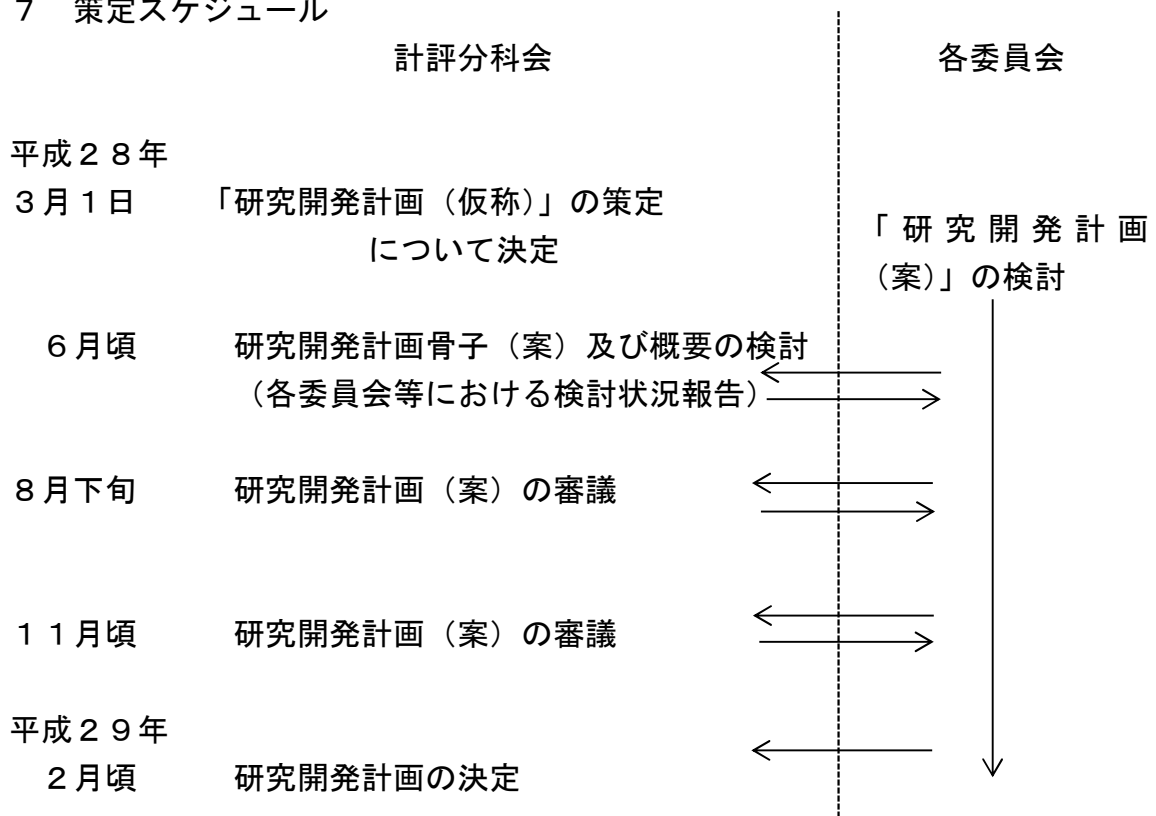 ７　策定スケジュール
計評分科会　各委員会
平成２８年
３月１日　「研究開発計画（仮称）」の策定
について決定
「研究開発計画
（案）」の検討
６月頃　研究開発計画骨子（案）及び概要の検討
（各委員会等における検討状況報告）
８月下旬　研究開発計画（案）の審議
１１月頃　研究開発計画（案）の審議
平成２９年
２月頃　研究開発計画の決定